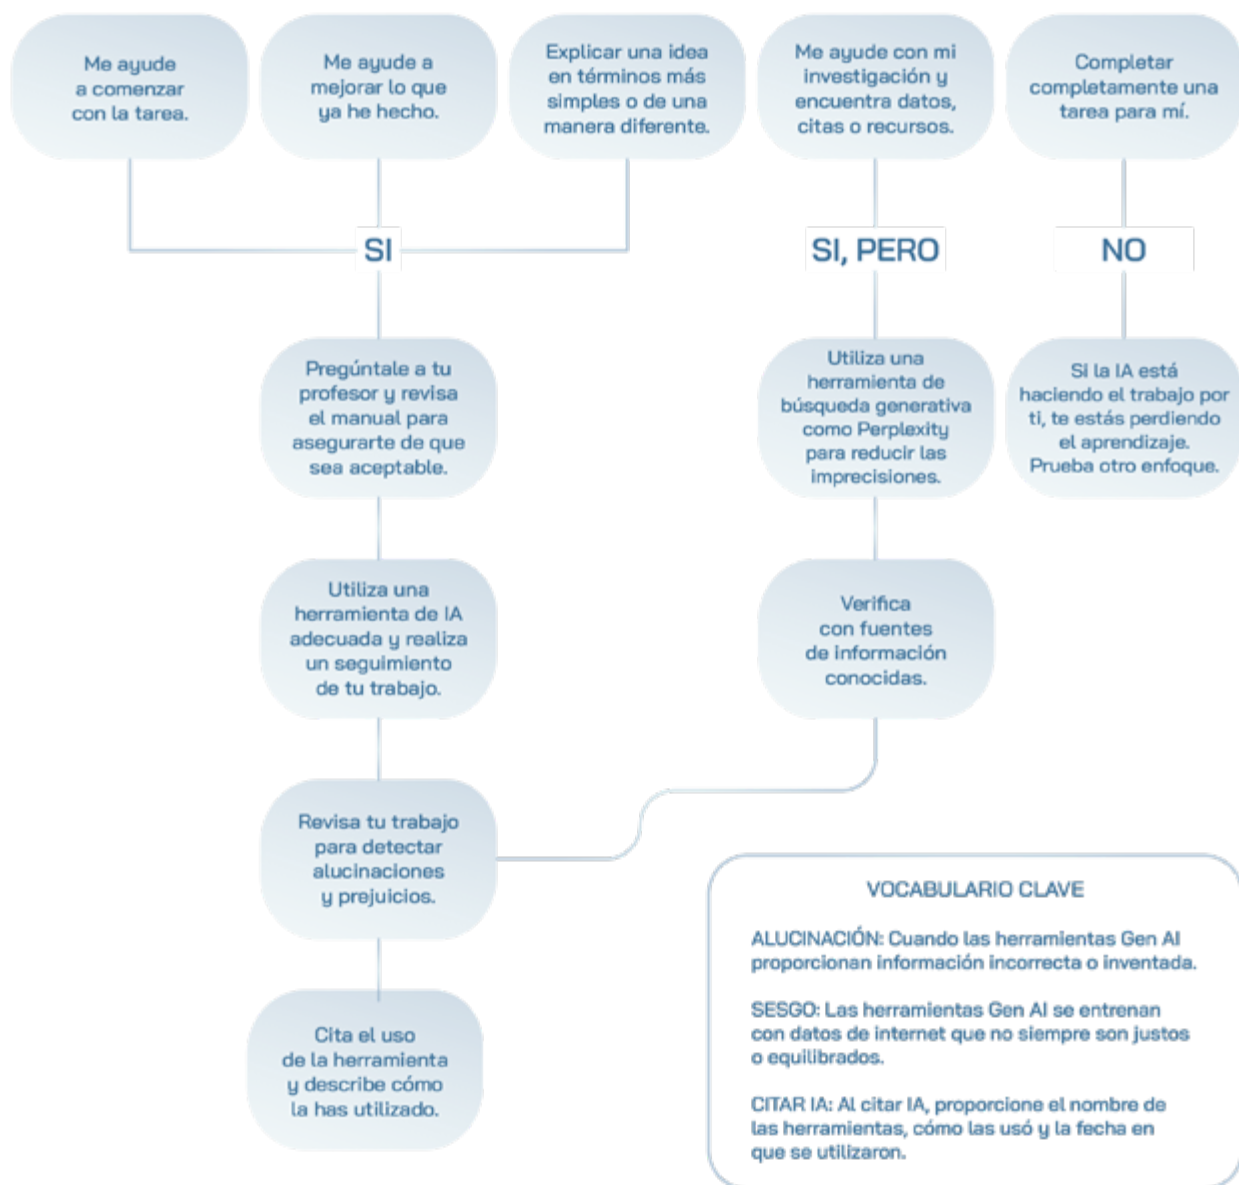 Me ayude
a comenzar
con la tarea.
Me ayude a
mejorar lo que
ya he hecho.
Explicar una idea
en términos más
simples o de una
manera diferente.
Me ayude con mi
investigación y
encuentra datos,
citas o recursos.
Completar
completamente una
tarea para mí.
SI
SI, PERO
NO
Pregúntale a tu
profesor y revisa
el manual para
asegurarte de que
sea aceptable.
Utiliza una
herramienta de
búsqueda generativa
como Perplexity
para reducir las
imprecisiones.
Si la IA está
haciendo el trabajo por
ti, te estás perdiendo
el aprendizaje.
Prueba otro enfoque.
Utiliza una
herramienta de IA
adecuada y realiza
un seguimiento
de tu trabajo.
Verifica
con fuentes
de información
conocidas.
Revisa tu trabajo
para detectar
alucinaciones
y prejuicios.
Cita el uso
de la herramienta
y describe cómo
la has utilizado.
VOCABULARIO CLAVE
ALUCINACIÓN: Cuando las herramientas Gen AI
proporcionan información incorrecta o inventada.
SESGO: Las herramientas Gen AI se entrenan
con datos de internet que no siempre son justos
o equilibrados.
CITAR IA: Al citar IA, proporcione el nombre de
las herramientas, cómo las usó y la fecha en
que se utilizaron.